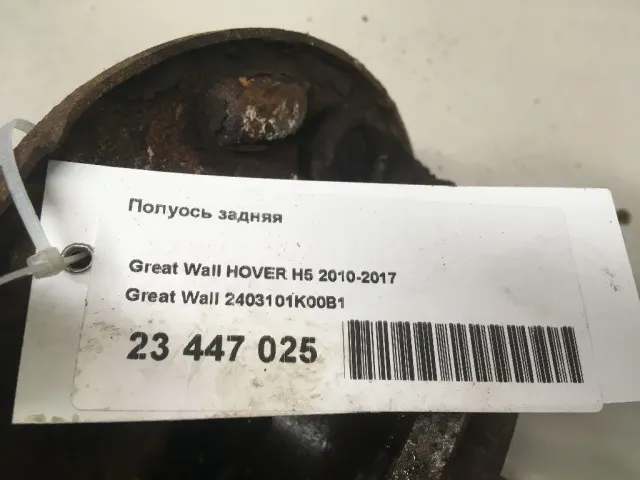 Полуось задняя
Great Wall HOVER H5 2010-2017
Great Wall 2403101K00B1
23 447 025